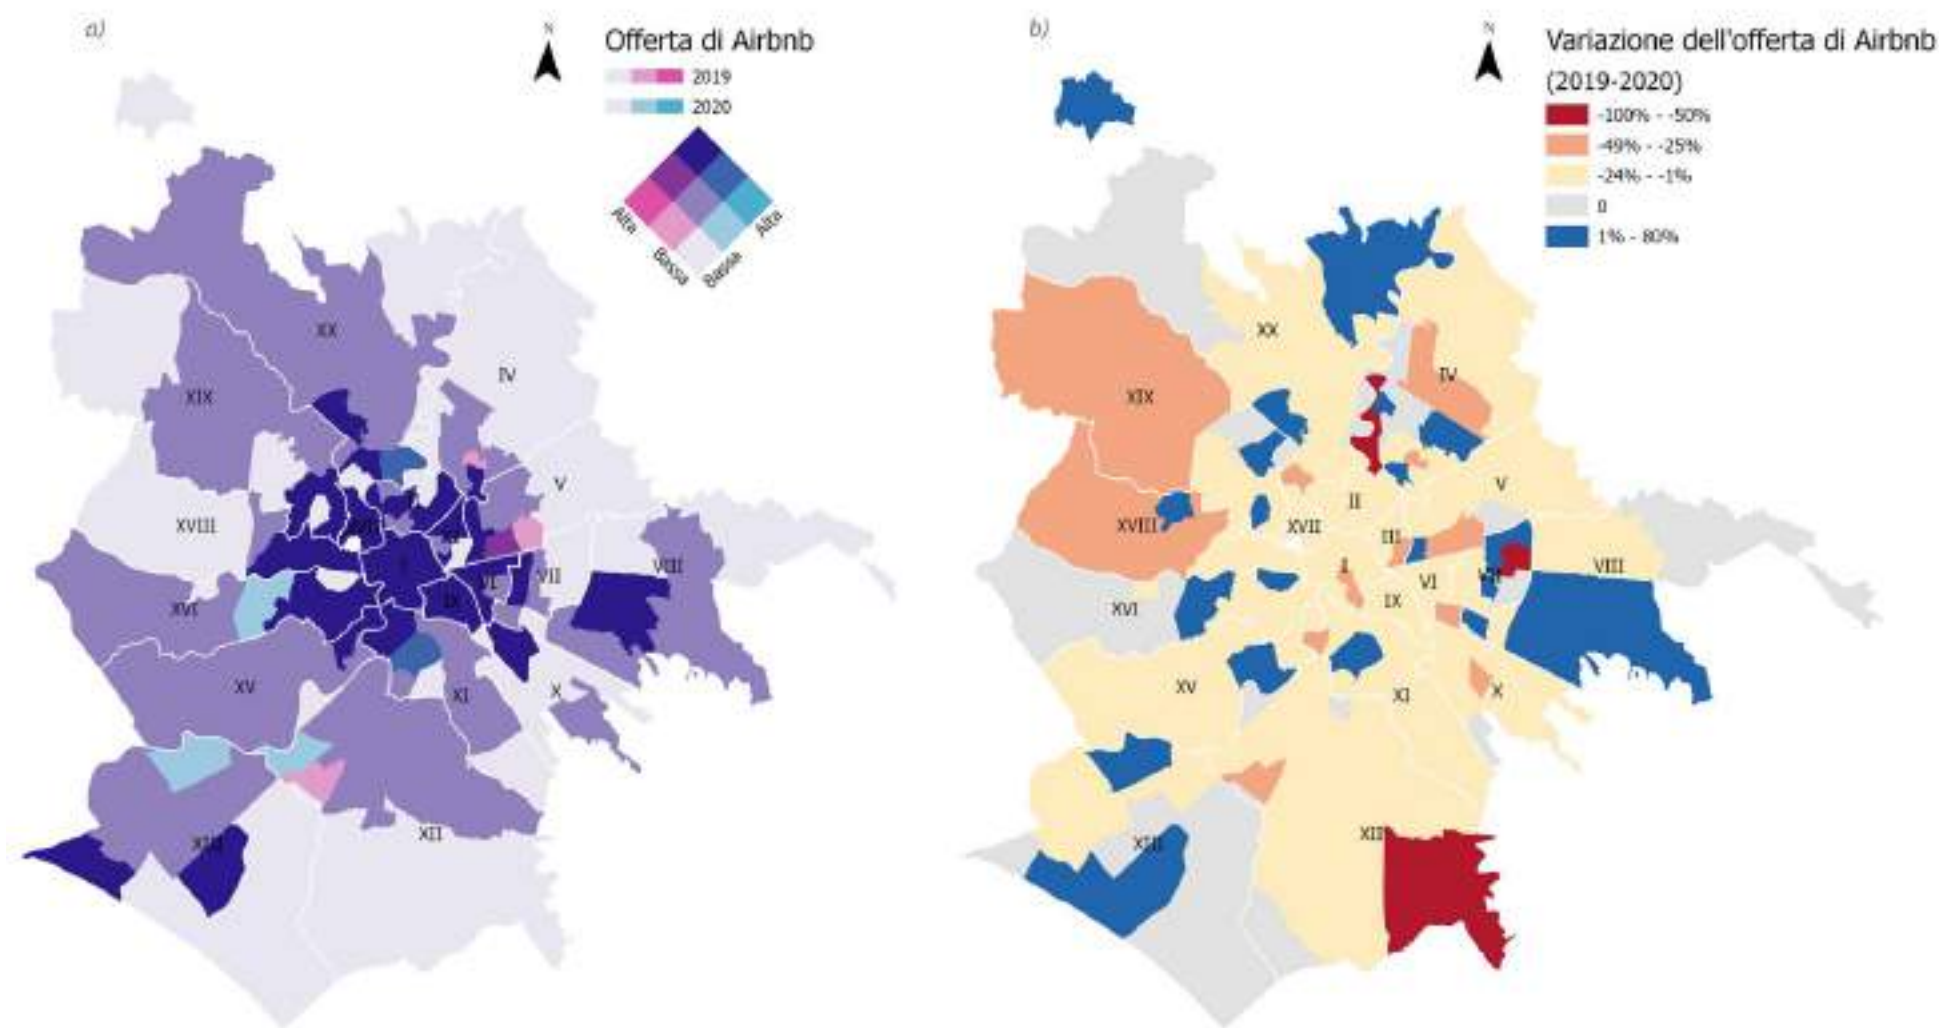 a)
N
Offerta di Airbnb
2019
2020
Alta
Bassa
Bassa
Alta
XX
IV
XIX
V
XVIII
VIII
VII
VI
I
IX
XVI
XV
XI
X
XIII
XII
b)
N
Variazione dell'offerta di Airbnb
(2019-2020)
-100% - -50%
-49% - -25%
-24% - -1%
0
1% - 80%
XX
IV
XIX
V
II
XVIII
XVII
III
I
VIII
VI
VII
IX
XVI
XV
XI
X
XIII
XII